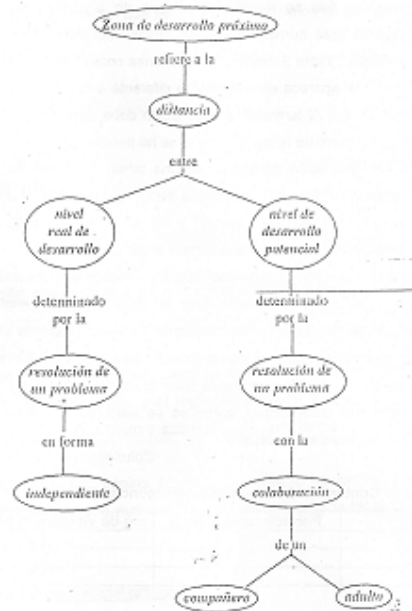 Zona de desarrollo próximo
refiere a la
distancia
entre
nivel
real de
desarrollo
nivel de
desarrollo
potencial
determinado
por la
determinado
por la
resolución de
un problema
resolución de
un problema
en forma
con la
independiente
colaboración
de un
compañero
adulto